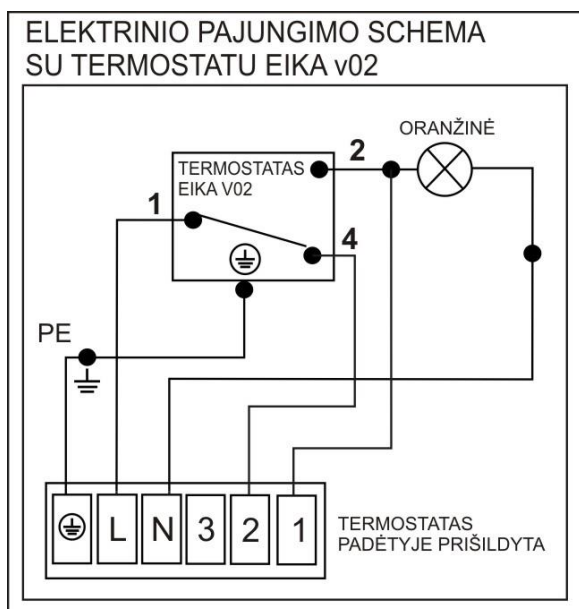 ELEKTRINIO PAJUNGIMO SCHEMA
SU TERMOSTATU EIKA v02
ORANŽINĖ
2
TERMOSTATAS
EIKA V02
1
4
PE
L N 3 2 1
TERMOSTATAS
PADĖTYJE PRIŠILDYTA